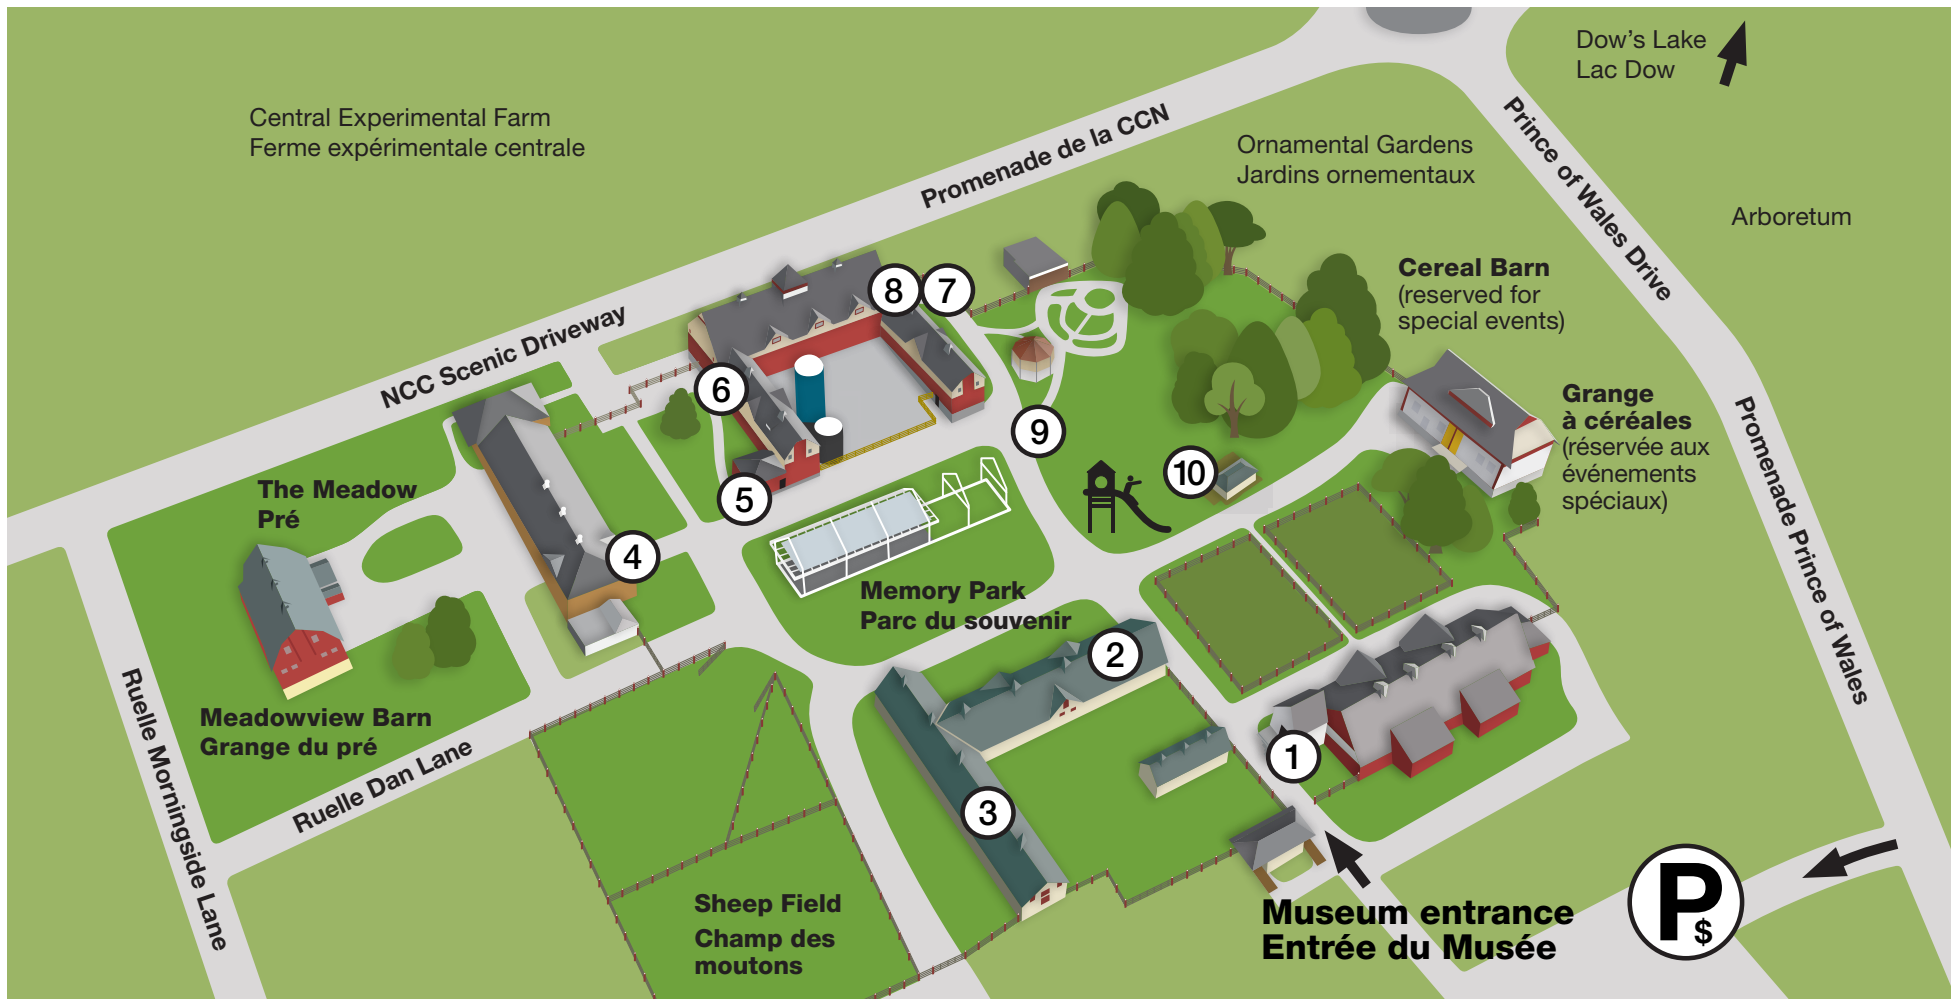 Dow's Lake
Lac Dow
Central Experimental Farm
Ferme expérimentale centrale
Promenade de la CCN
Ornamental Gardens
Jardins ornementaux
Prince of Wales Drive
Arboretum
NCC Scenic Driveway
8
7
Cereal Barn
(reserved for
special events)
6
Grange
à céréales
(réservée aux
événements
spéciaux)
9
10
5
The Meadow
Pré
4
Promenade Prince of Wales
Memory Park
Parc du souvenir
2
Meadowview Barn
Grange du pré
Ruelle Morningside Lane
Ruelle Dan Lane
1
3
Sheep Field
Champ des
moutons
Museum entrance
Entrée du Musée
P
$